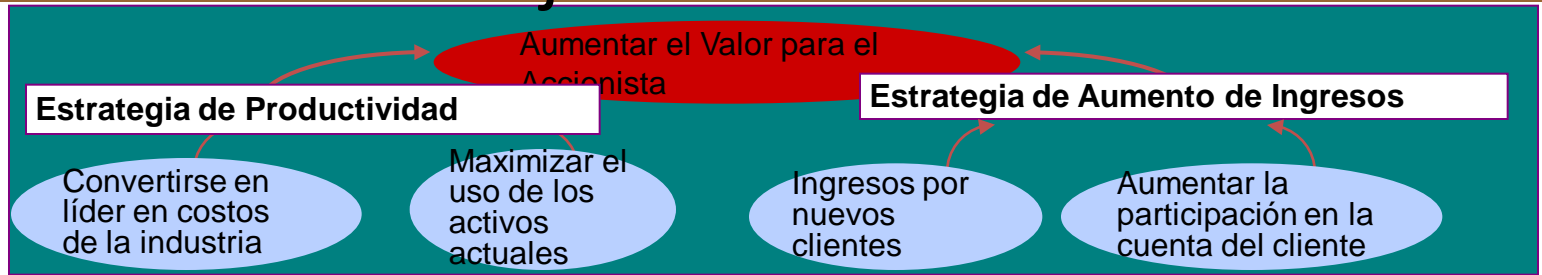 Aumentar el Valor para el
Accionista
Estrategia de Productividad
Estrategia de Aumento de Ingresos
Convertirse en
líder en costos
de la industria
Maximizar el
uso de los
activos
actuales
Ingresos por
nuevos
clientes
Aumentar la
participación en la
cuenta del cliente